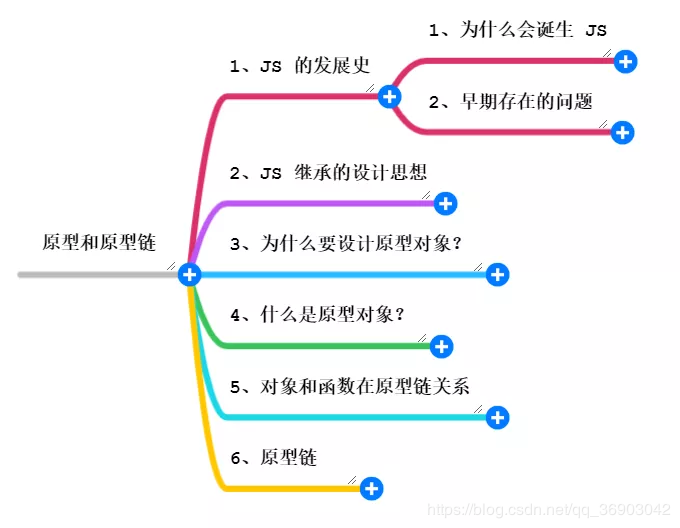 原型和原型链
1、JS 的发展史
1、为什么会诞生 JS
2、早期存在的问题
2、JS 继承的设计思想
3、为什么要设计原型对象?
4、什么是原型对象?
5、对象和函数在原型链关系
6、原型链
https://blog.csdn.net/qq_36903042